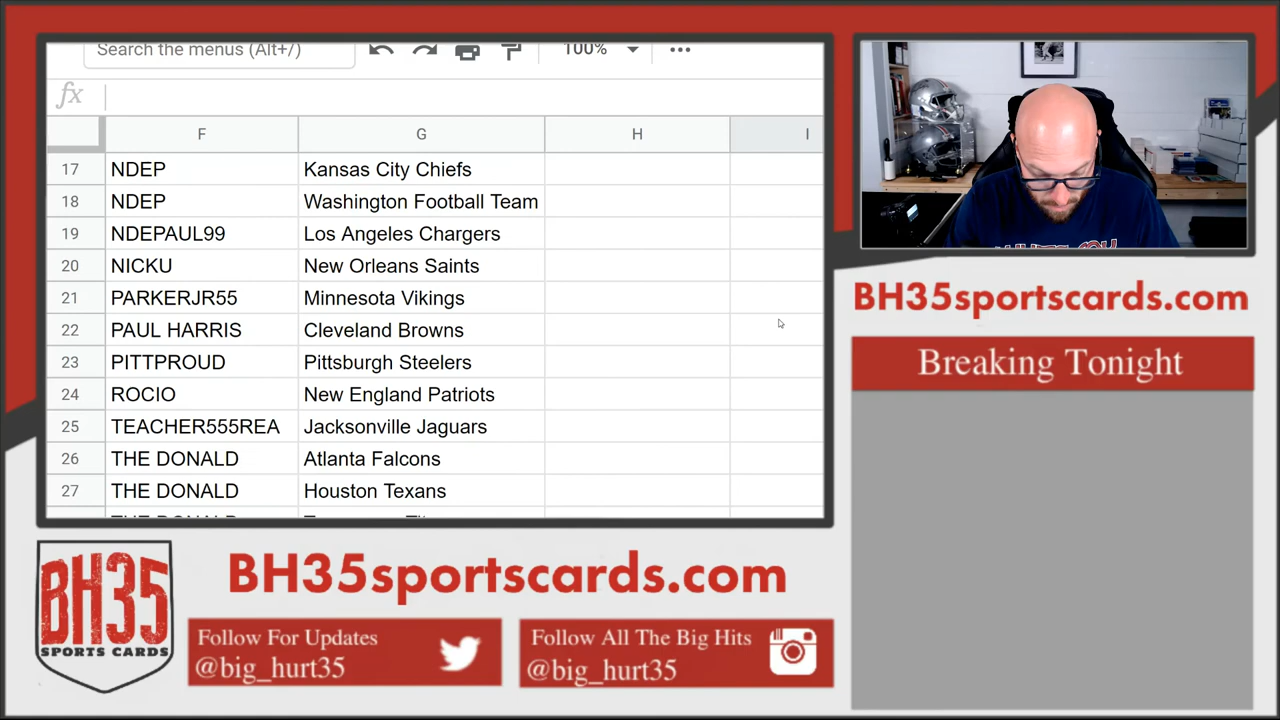 Search the menus (Alt+/)
100%
fx
F G H I
17 NDEP Kansas City Chiefs
18 NDEP Washington Football Team
19 NDEPAUL99 Los Angeles Chargers
20 NICKU New Orleans Saints
21 PARKERJR55 Minnesota Vikings
22 PAUL HARRIS Cleveland Browns
23 PITTPROUD Pittsburgh Steelers
24 ROCIO New England Patriots
25 TEACHER555REA Jacksonville Jaguars
26 THE DONALD Atlanta Falcons
27 THE DONALD Houston Texans
BH35sportscards.com
Breaking Tonight
BH35
SPORTS CARDS
BH35sportscards.com
Follow For Updates
@big_hurt35
Follow All The Big Hits
@big_hurt35